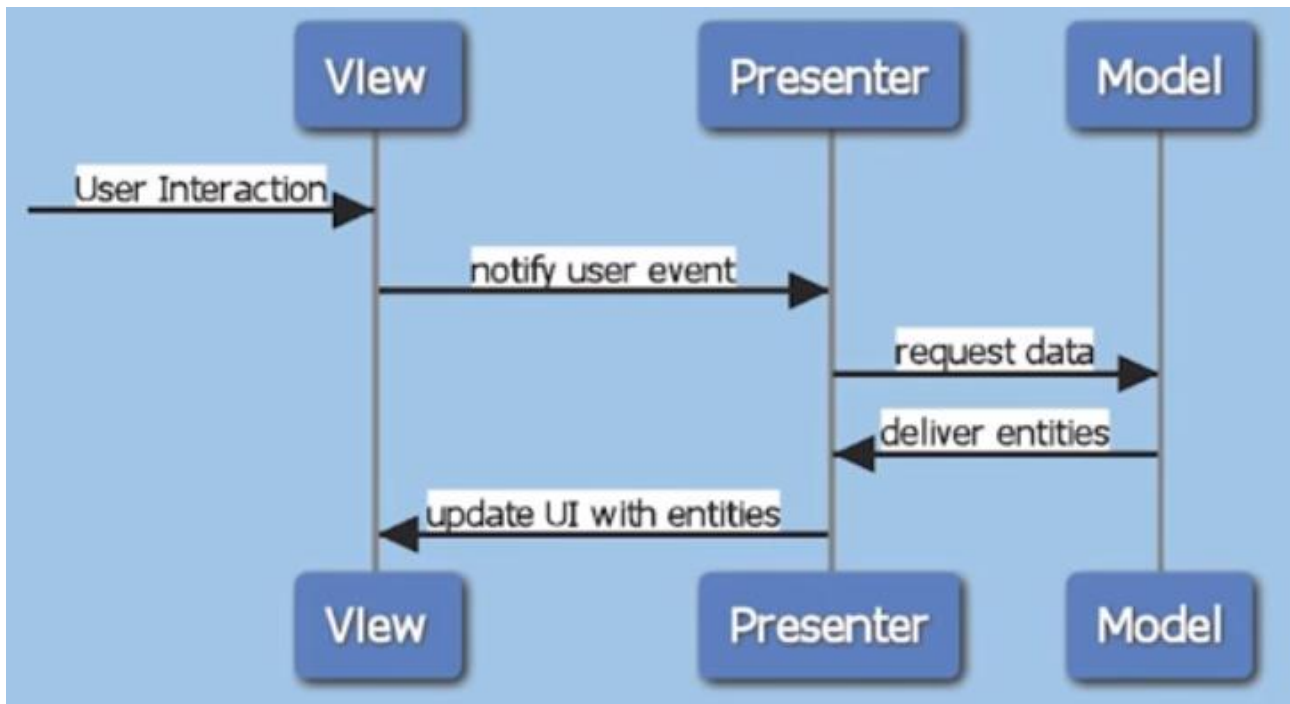 VIew
Presenter
Model
User Interaction
notify user event
request data
deliver entities
update UI with entities
VIew
Presenter
Model